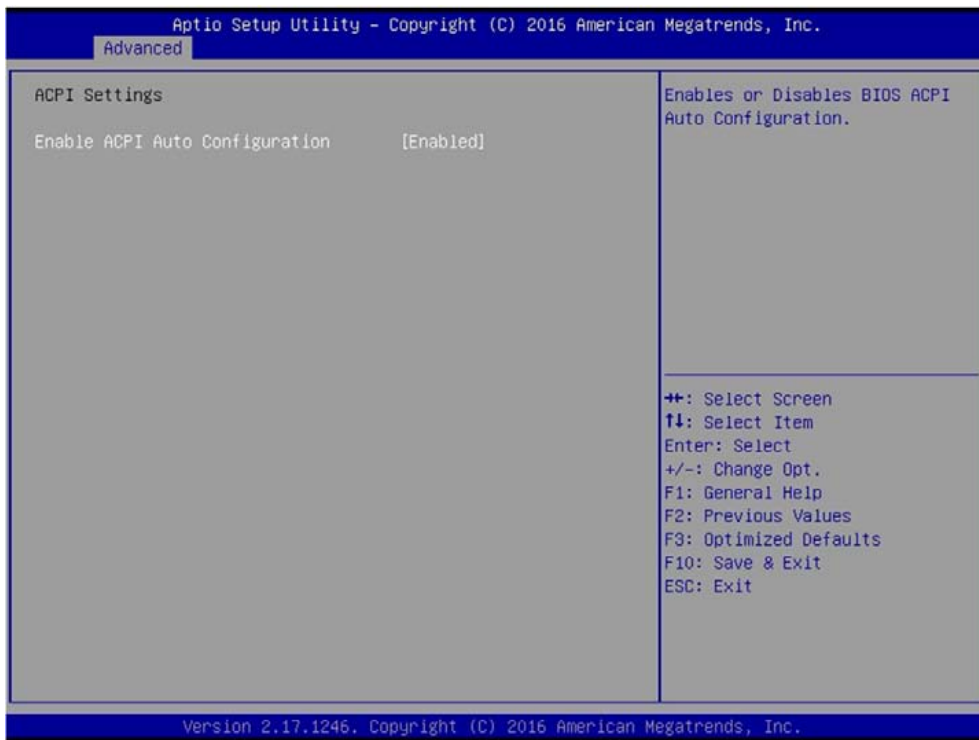 Aptio Setup Utility – Copyright (C) 2016 American Megatrends, Inc.
Advanced
ACPI Settings
Enable ACPI Auto Configuration [Enabled]
Enables or Disables BIOS ACPI
Auto Configuration.
→←: Select Screen
↑↓: Select Item
Enter: Select
+/-: Change Opt.
F1: General Help
F2: Previous Values
F3: Optimized Defaults
F10: Save & Exit
ESC: Exit
Version 2.17.1246. Copyright (C) 2016 American Megatrends, Inc.